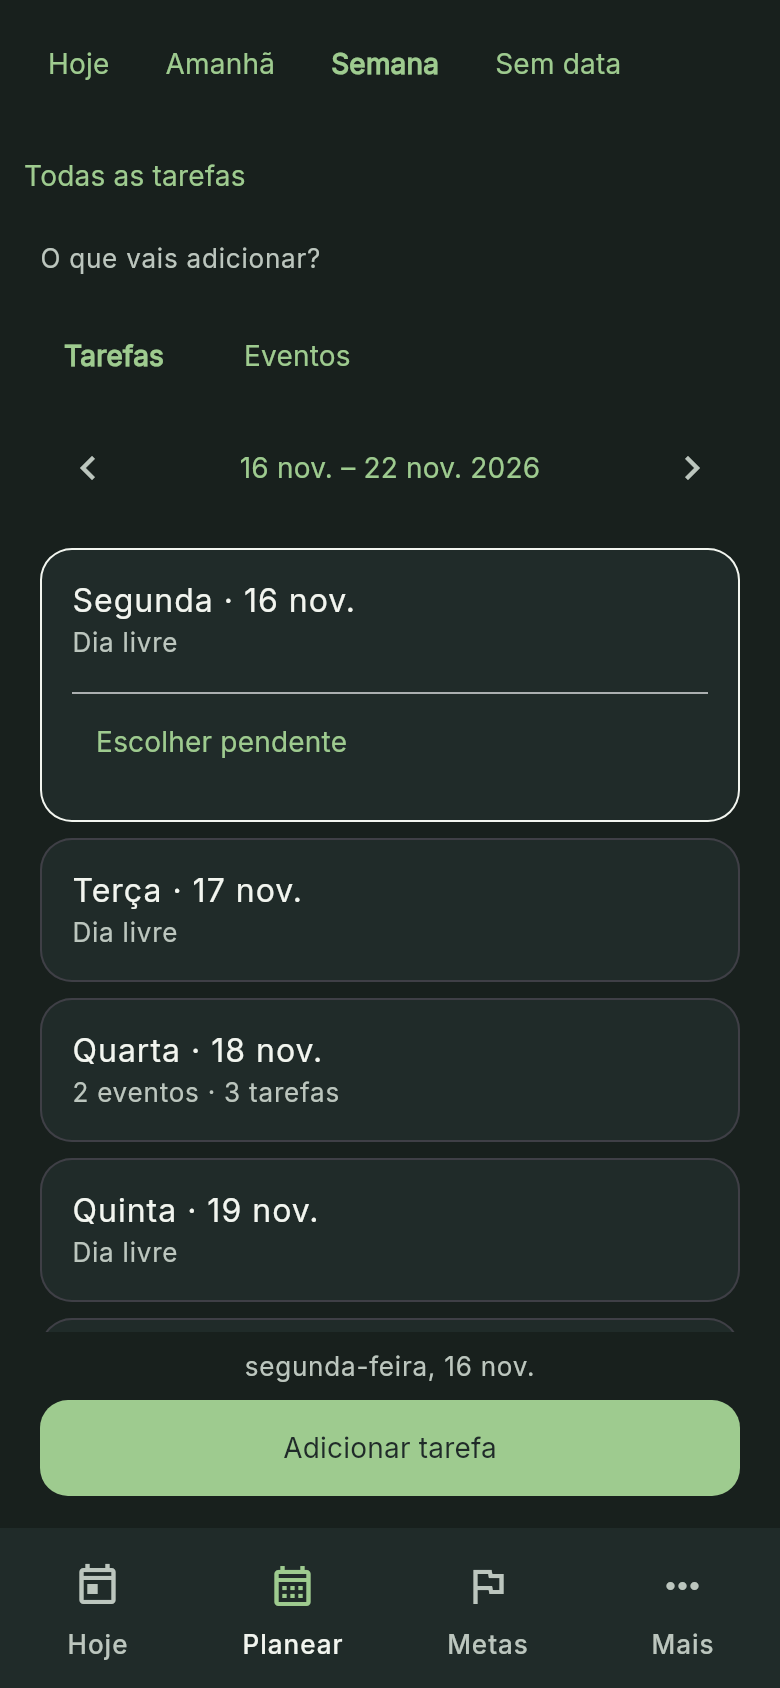 Hoje Amanhã Semana Sem data
Todas as tarefas
O que vais adicionar?
Tarefas Eventos
16 nov. – 22 nov. 2026
Segunda · 16 nov.
Dia livre
Escolher pendente
Terça · 17 nov.
Dia livre
Quarta · 18 nov.
2 eventos · 3 tarefas
Quinta · 19 nov.
Dia livre
segunda-feira, 16 nov.
Adicionar tarefa
Hoje Planear Metas Mais